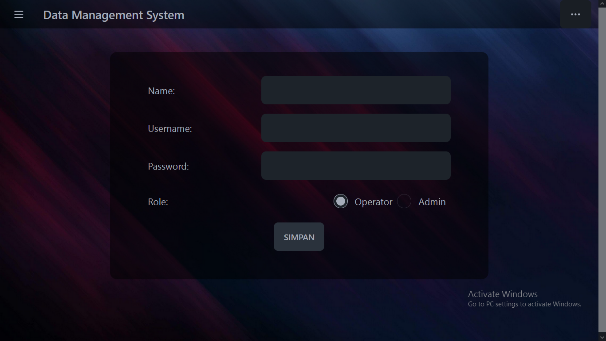 Data Management System
Name:
Username:
Password:
Role:
Operator
Admin
SIMPAN
Activate Windows
Go to PC settings to activate Windows.